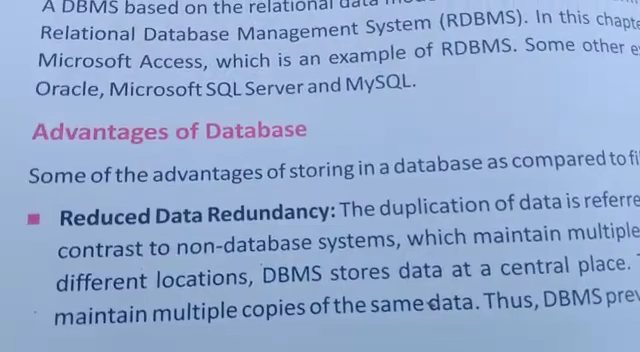 A DBMS based on the relational data
Relational Database Management System (RDBMS). In this chapte
Microsoft Access, which is an example of RDBMS. Some other e
Oracle, Microsoft SQL Server and MySQL.
Advantages of Database
Some of the advantages of storing in a database as compared to fi
Reduced Data Redundancy: The duplication of data is referre
contrast to non-database systems, which maintain multiple
different locations, DBMS stores data at a central place.
maintain multiple copies of the same data. Thus, DBMS prev